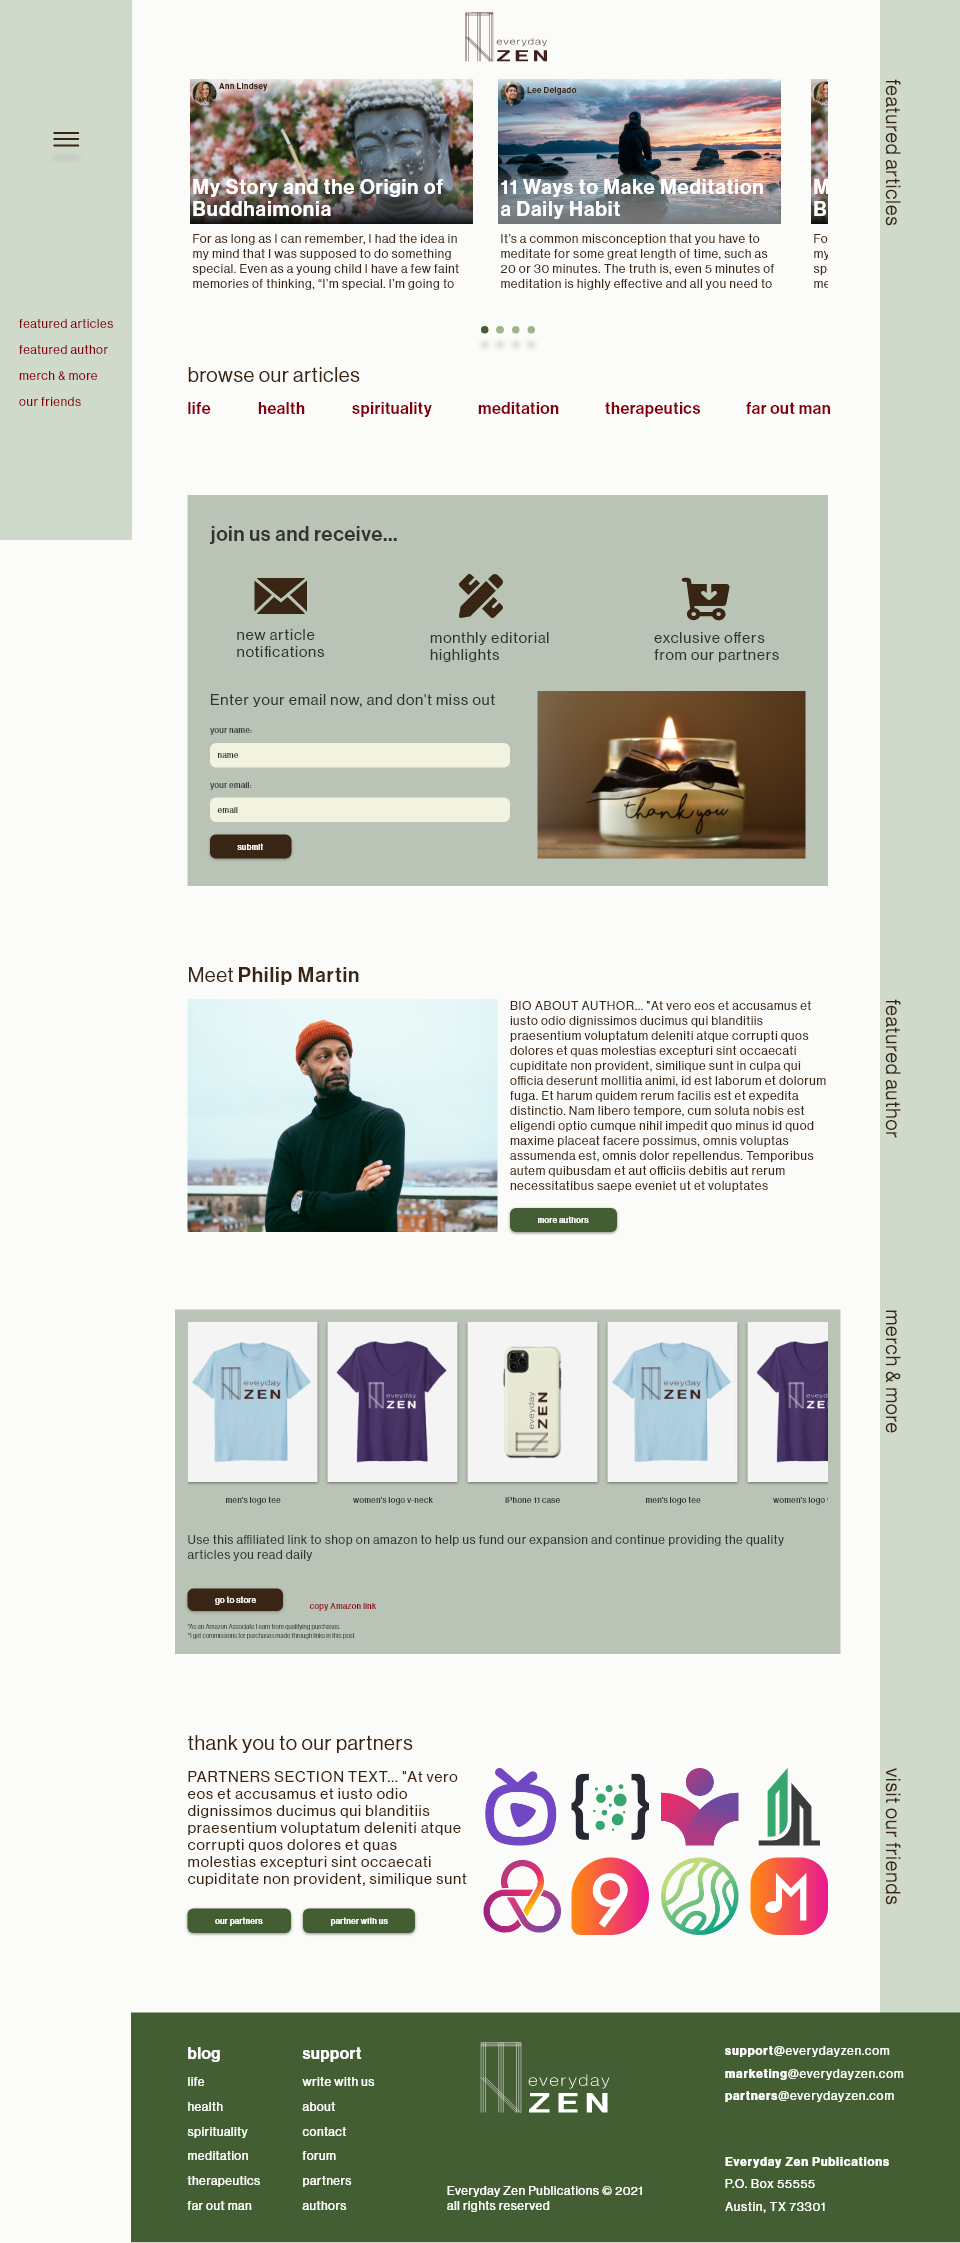 everyday
ZEN
featured articles
featured author
merch & more
our friends
Ann Lindsey
My Story and the Origin of
Buddhaimonia
For as long as I can remember, I had the idea in
my mind that I was supposed to do something
special. Even as a young child I have a few faint
memories of thinking, “I’m special. I’m going to
Lee Delgado
11 Ways to Make Meditation
a Daily Habit
It’s a common misconception that you have to
meditate for some great length of time, such as
20 or 30 minutes. The truth is, even 5 minutes of
meditation is highly effective and all you need to
M
B
Fo
my
sp
me
featured articles
browse our articles
life health spirituality meditation therapeutics far out man
join us and receive...
new article
notifications
monthly editorial
highlights
exclusive offers
from our partners
Enter your email now, and don't miss out
your name:
name
your email:
email
submit
thank you
Meet Philip Martin
BIO ABOUT AUTHOR... "At vero eos et accusamus et
iusto odio dignissimos ducimus qui blanditiis
praesentium voluptatum deleniti atque corrupti quos
dolores et quas molestias excepturi sint occaecati
cupiditate non provident, similique sunt in culpa qui
officia deserunt mollitia animi, id est laborum et dolorum
fuga. Et harum quidem rerum facilis est et expedita
distinctio. Nam libero tempore, cum soluta nobis est
eligendi optio cumque nihil impedit quo minus id quod
maxime placeat facere possimus, omnis voluptas
assumenda est, omnis dolor repellendus. Temporibus
autem quibusdam et aut officiis debitis aut rerum
necessitatibus saepe eveniet ut et voluptates
more authors
featured author
everyday
ZEN
everyday
ZEN
everyday
ZEN
everyday
ZEN
everyday
ZEN
men's logo tee
women's logo v-neck
iPhone 11 case
men's logo tee
women's logo
merch & more
Use this affiliated link to shop on amazon to help us fund our expansion and continue providing the quality
articles you read daily
go to store
copy Amazon link
*As an Amazon Associate I earn from qualifying purchases.
*I get commissions for purchases made through links in this post.
thank you to our partners
PARTNERS SECTION TEXT... "At vero
eos et accusamus et iusto odio
dignissimos ducimus qui blanditiis
praesentium voluptatum deleniti atque
corrupti quos dolores et quas
molestias excepturi sint occaecati
cupiditate non provident, similique sunt
our partners
partner with us
9
visit our friends
blog
life
health
spirituality
meditation
therapeutics
far out man
support
write with us
about
contact
forum
partners
authors
everyday
ZEN
Everyday Zen Publications © 2021
all rights reserved
support@everydayzen.com
marketing@everydayzen.com
partners@everydayzen.com
Everyday Zen Publications
P.O. Box 55555
Austin, TX 73301